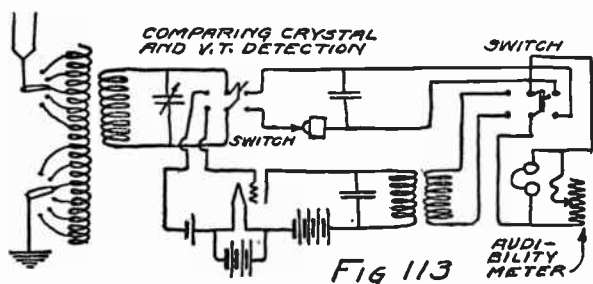 COMPARING CRYSTAL
AND V.T. DETECTION
SWITCH
SWITCH
FIG 113
AUDI-
BILITY
METER